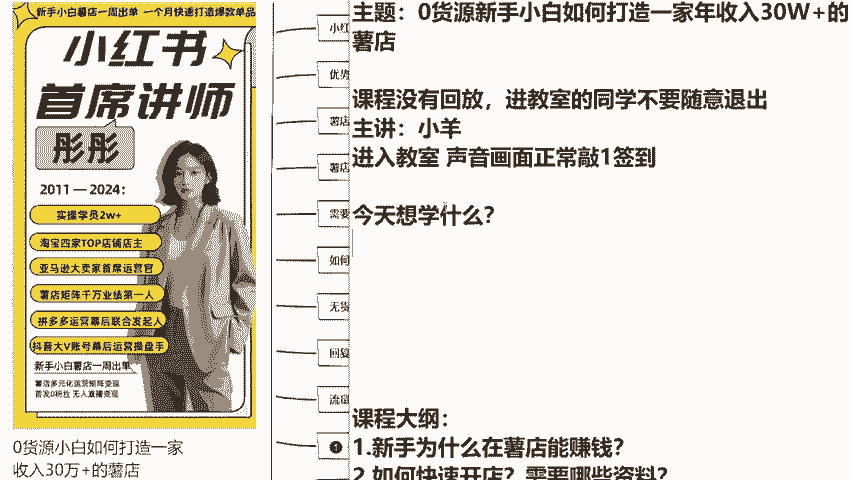 新手小白薯店一周出单 一个月快速打造爆款单品
小红书
首席讲师
彤彤
2011 — 2024：
实操学员2w+
淘宝四家TOP店铺店主
亚马逊大卖家首席运营官
薯店矩阵千万业绩第一人
拼多多运营幕后联合发起人
抖音大V账号幕后运营操盘手
新手小白薯店一周出单
薯店多元化运营矩阵变现
首发0粉丝 无人直播变现
0货源小白如何打造一家
收入30万+的薯店
小红
优势
薯店
薯店
需要
如何
无货
回复
流量
1
主题：0货源新手小白如何打造一家年收入30W+的
薯店
课程没有回放，进教室的同学不要随意退出
主讲：小羊
进入教室 声音画面正常敲1签到
今天想学什么？
课程大纲：
1.新手为什么在薯店能赚钱？
2.如何快速开店？需要哪些资料？